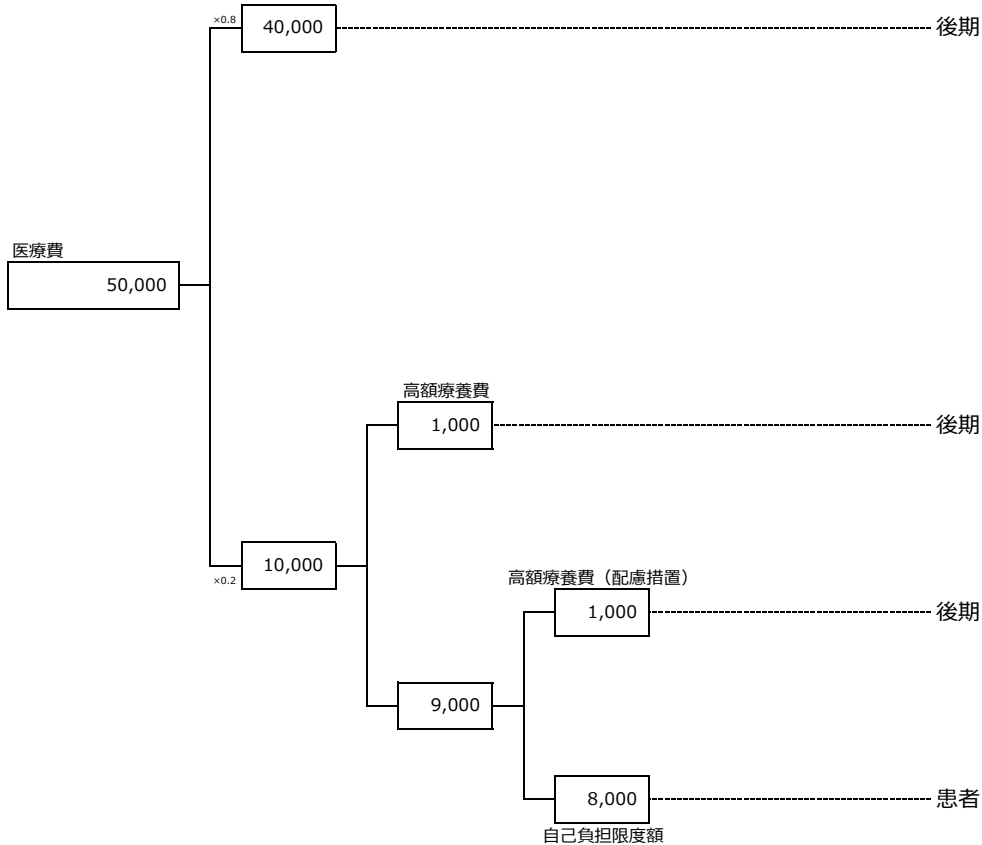 ×0.8
40,000
後期
医療費
50,000
高額療養費
1,000
後期
10,000
×0.2
高額療養費（配慮措置）
1,000
後期
9,000
8,000
患者
自己負担限度額